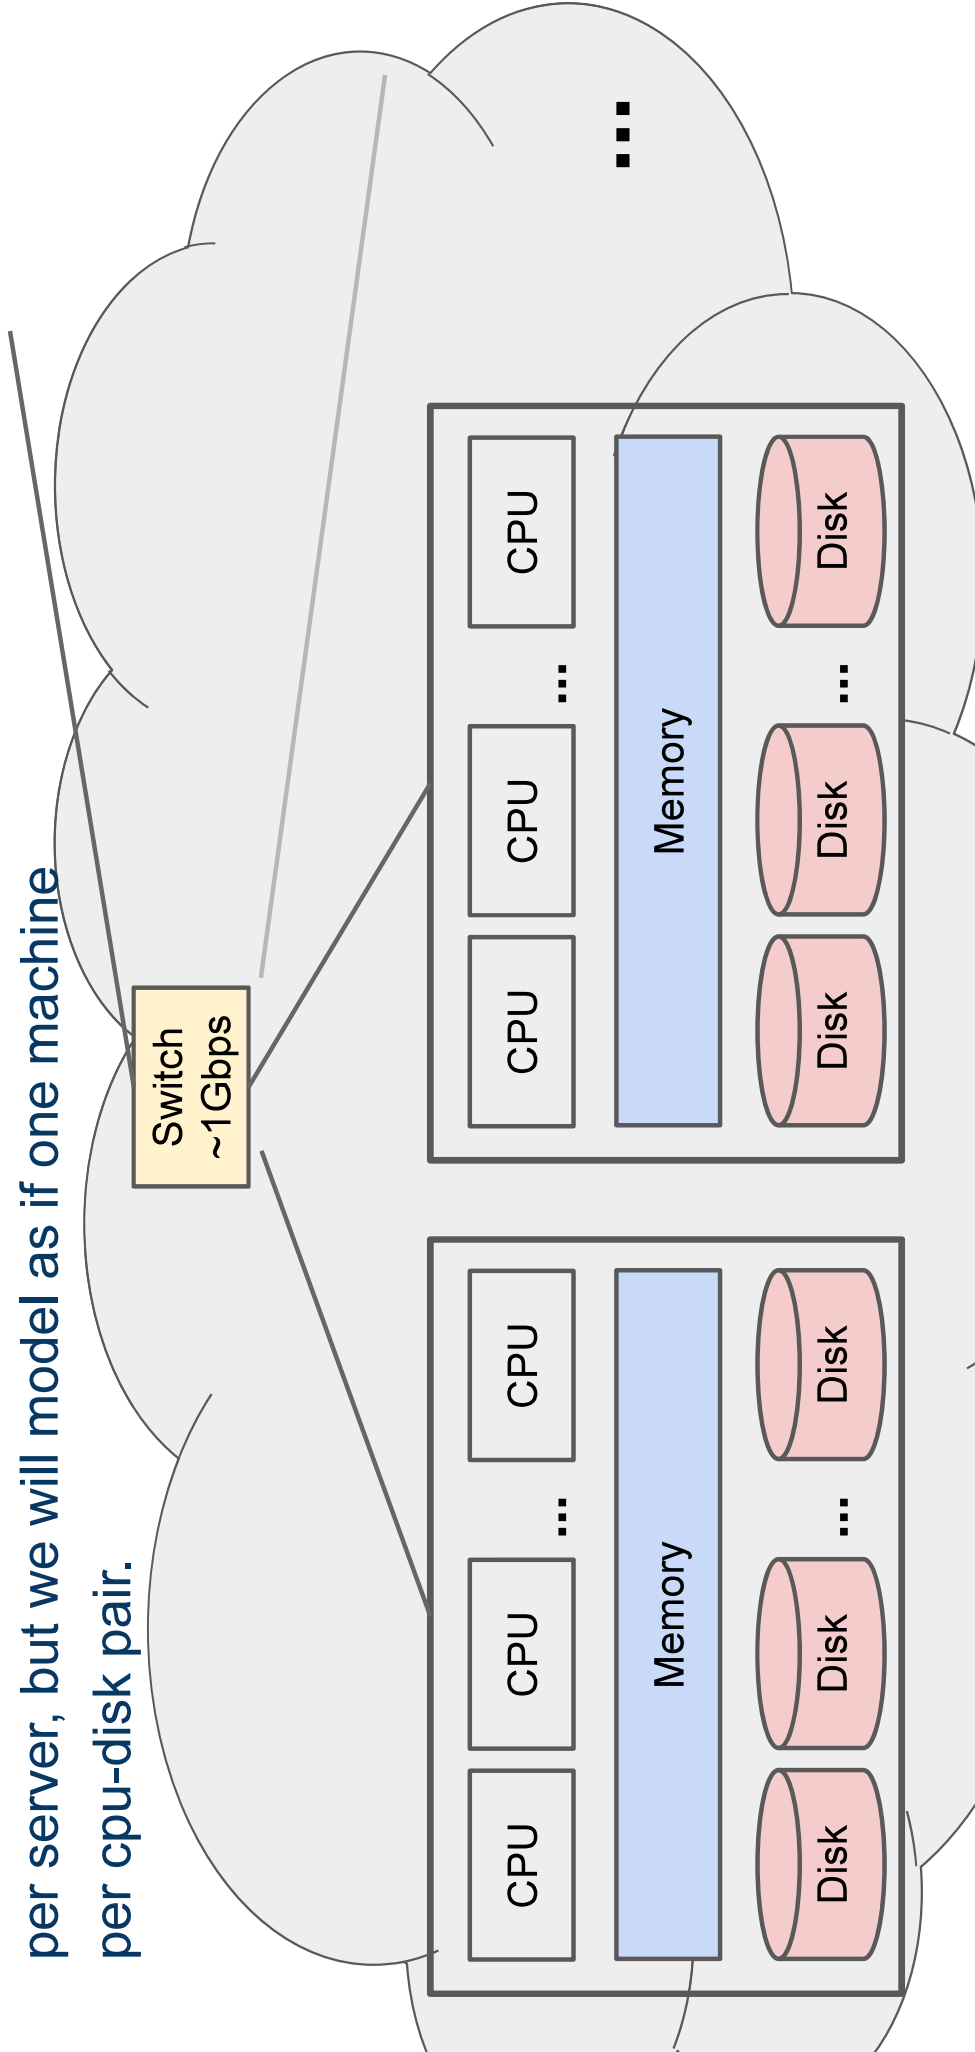 per server, but we will model as if one machine
per cpu-disk pair.
Switch
~1Gbps
...
CPU CPU ... CPU
Memory
Disk Disk ... Disk
CPU CPU ... CPU
Memory
Disk Disk ... Disk